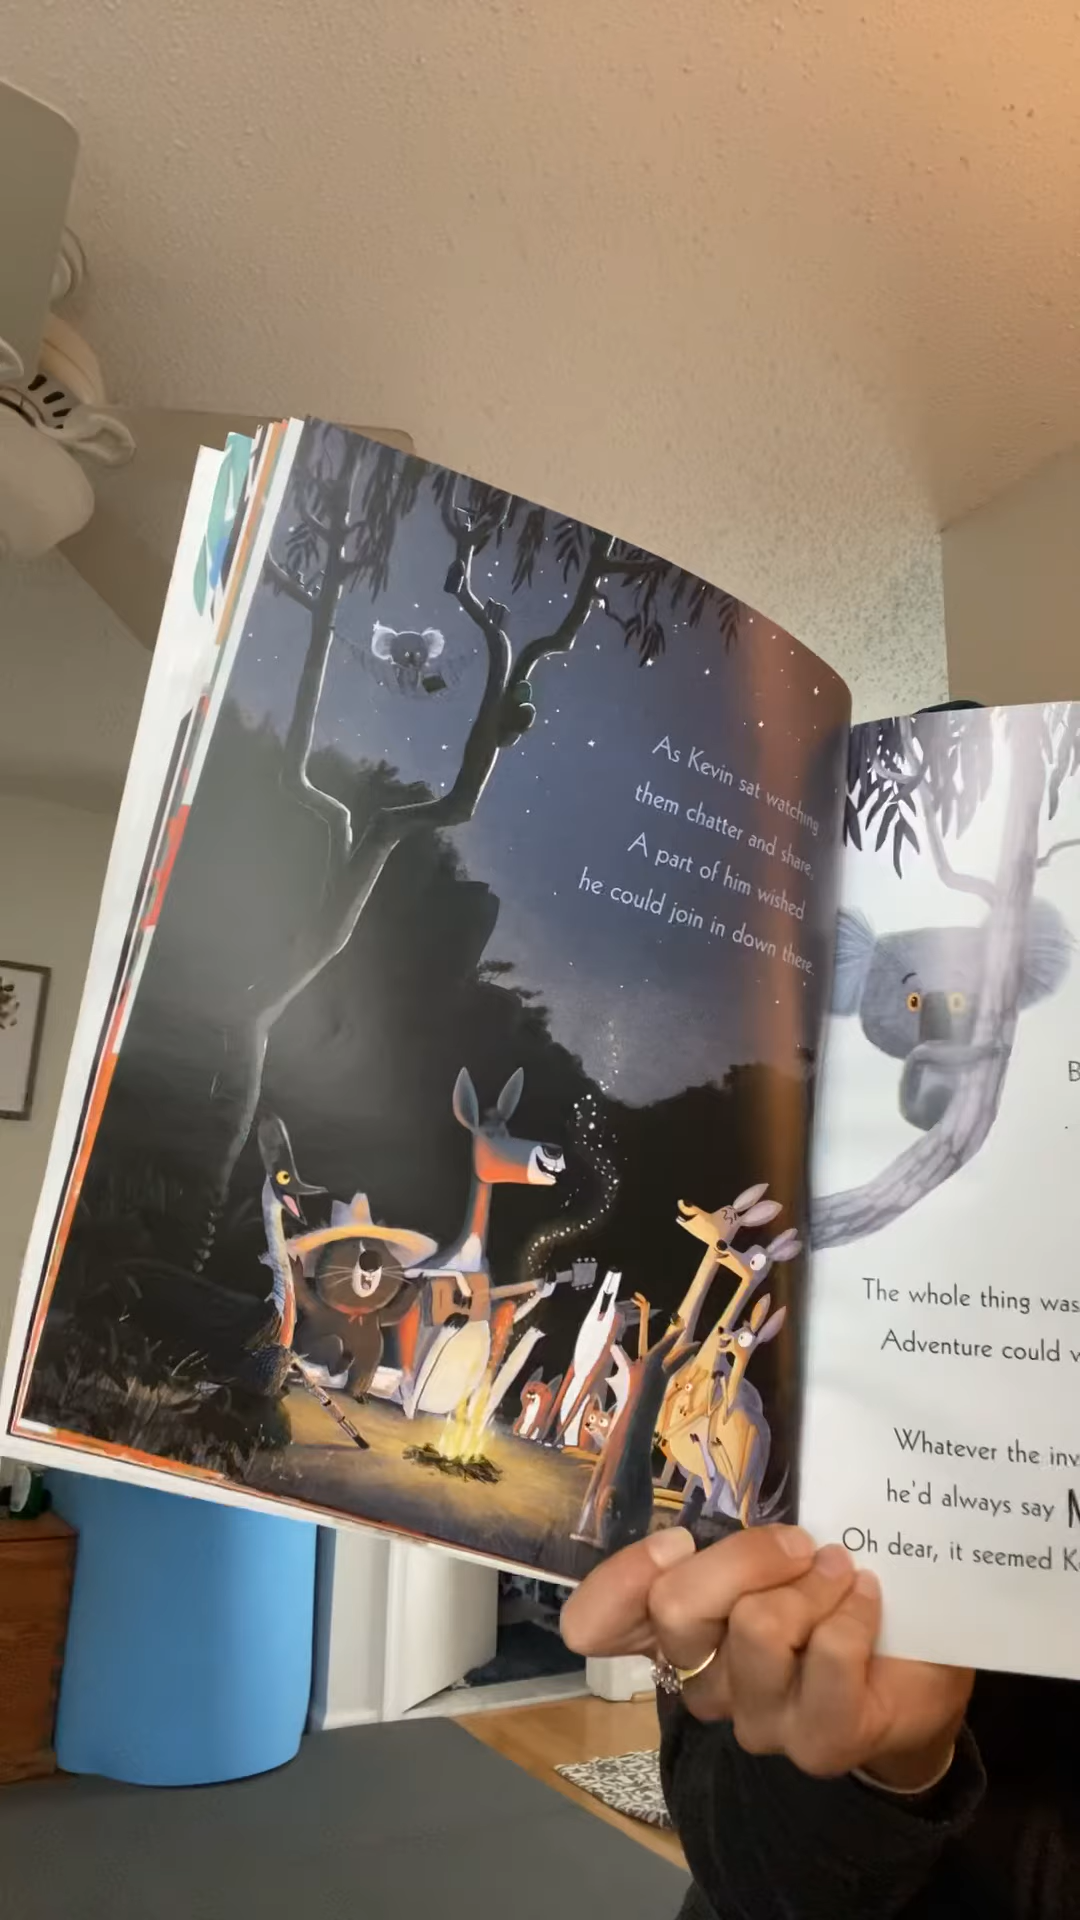 As Kevin sat watching
them chatter and share,
A part of him wished
he could join in down there.
B
The whole thing was
Adventure could
Whatever the inv
he'd always say
Oh dear, it seemed K